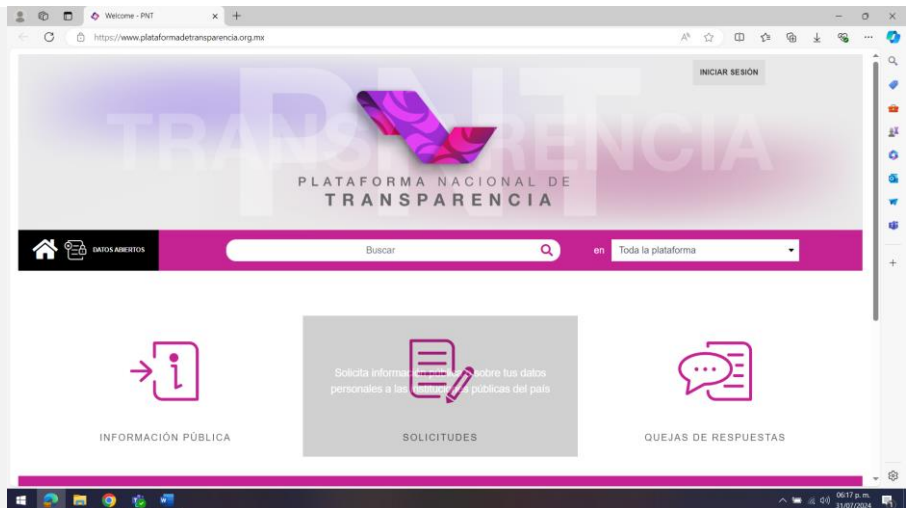 Welcome - PNT
https://www.plataformadetransparencia.org.mx
INICIAR SESIÓN
PNT
TRANSPARENCIA
PLATAFORMA NACIONAL DE
TRANSPARENCIA
DATOS ABIERTOS
Buscar
en
Toda la plataforma
Solicita información pública o sobre tus datos
personales a las instituciones públicas del país
INFORMACIÓN PÚBLICA
SOLICITUDES
QUEJAS DE RESPUESTAS
06:17 p. m.
31/07/2024